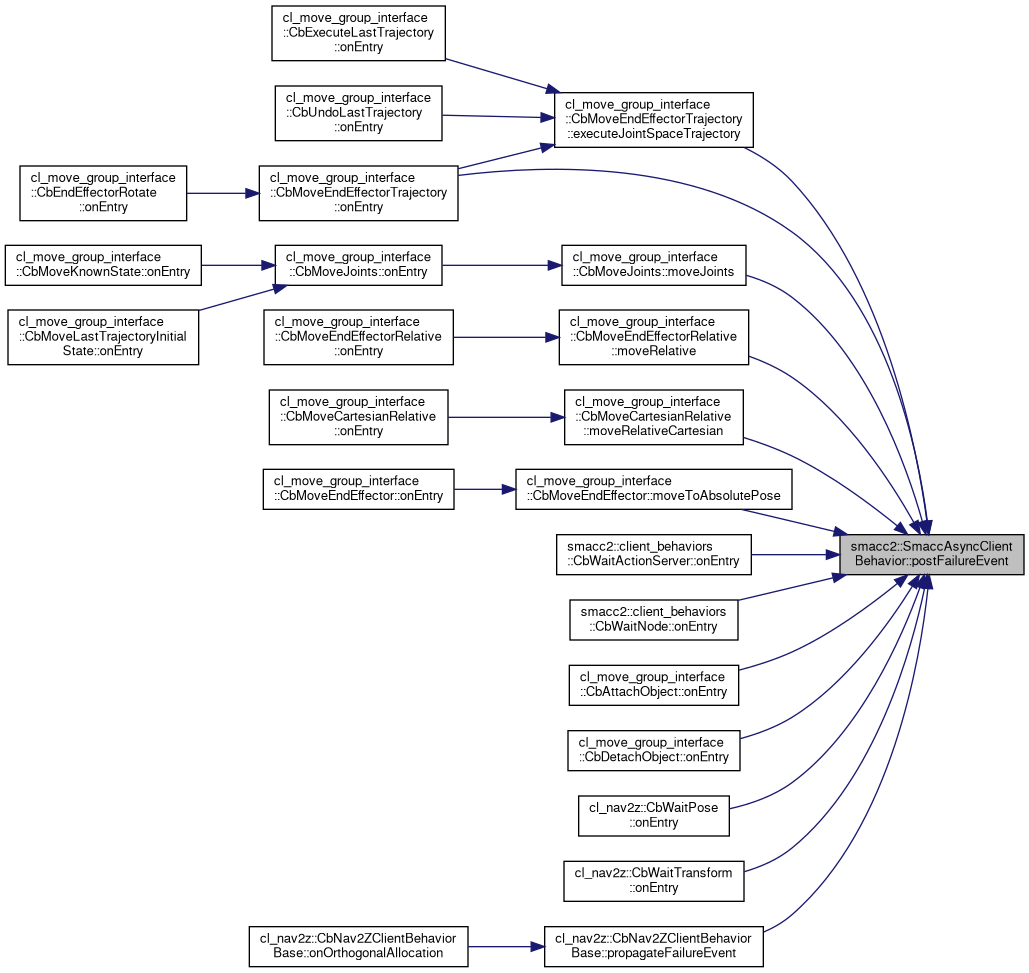 cl_move_group_interface
::CbExecuteLastTrajectory
::onEntry
cl_move_group_interface
::CbUndoLastTrajectory
::onEntry
cl_move_group_interface
::CbMoveEndEffectorTrajectory
::executeJointSpaceTrajectory
cl_move_group_interface
::CbEndEffectorRotate
::onEntry
cl_move_group_interface
::CbMoveEndEffectorTrajectory
::onEntry
cl_move_group_interface
::CbMoveKnownState::onEntry
cl_move_group_interface
::CbMoveJoints::onEntry
cl_move_group_interface
::CbMoveJoints::moveJoints
cl_move_group_interface
::CbMoveLastTrajectoryInitial
State::onEntry
cl_move_group_interface
::CbMoveEndEffectorRelative
::onEntry
cl_move_group_interface
::CbMoveEndEffectorRelative
::moveRelative
cl_move_group_interface
::CbMoveCartesianRelative
::onEntry
cl_move_group_interface
::CbMoveCartesianRelative
::moveRelativeCartesian
cl_move_group_interface
::CbMoveEndEffector::onEntry
cl_move_group_interface
::CbMoveEndEffector::moveToAbsolutePose
smacc2::SmaccAsyncClient
Behavior::postFailureEvent
smacc2::client_behaviors
::CbWaitActionServer::onEntry
smacc2::client_behaviors
::CbWaitNode::onEntry
cl_move_group_interface
::CbAttachObject::onEntry
cl_move_group_interface
::CbDetachObject::onEntry
cl_nav2z::CbWaitPose
::onEntry
cl_nav2z::CbWaitTransform
::onEntry
cl_nav2z::CbNav2ZClientBehavior
Base::onOrthogonalAllocation
cl_nav2z::CbNav2ZClientBehavior
Base::propagateFailureEvent